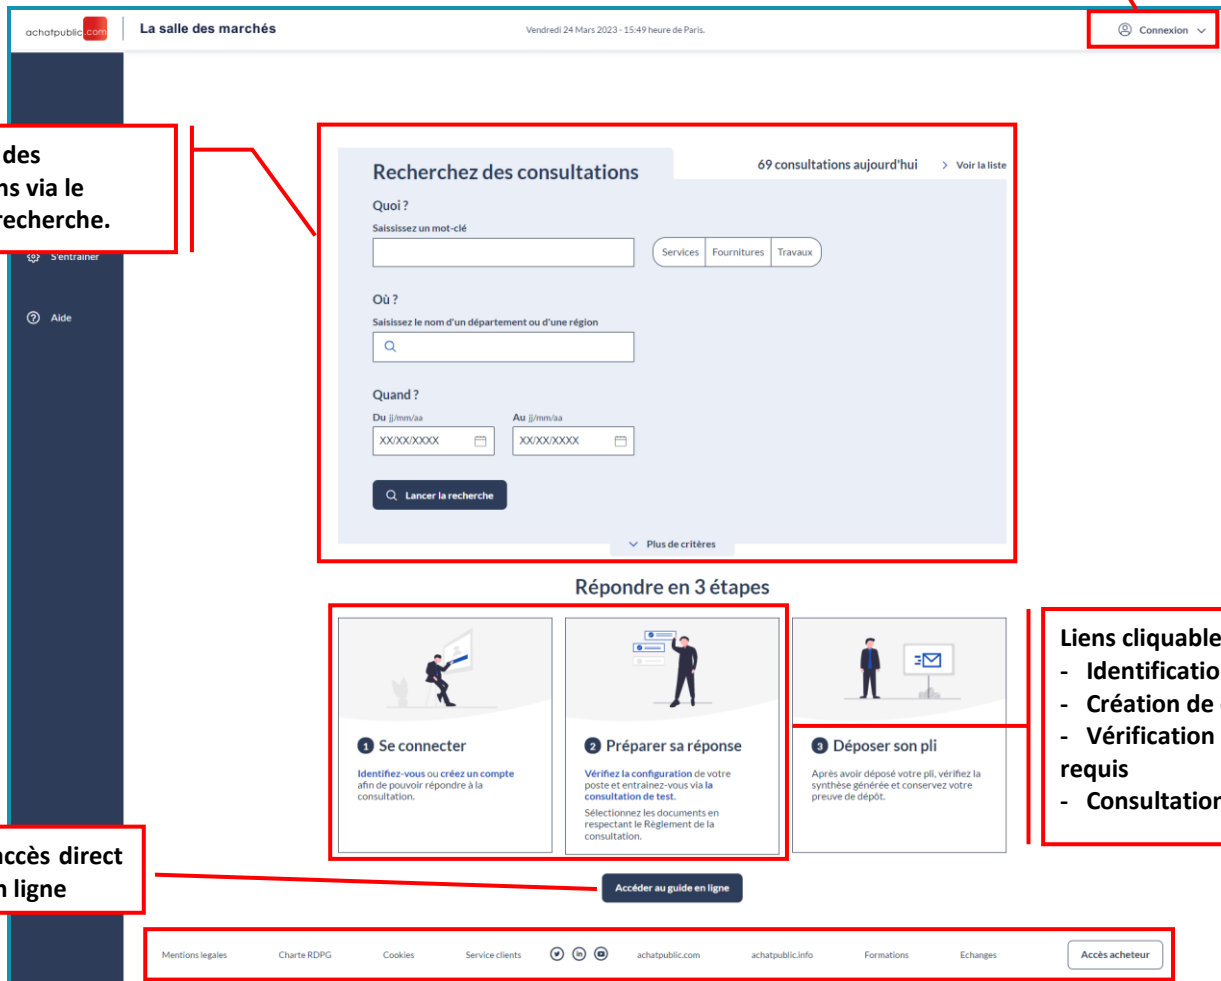 achatpublic.com
La salle des marchés
Vendredi 24 Mars 2023 - 15:49 heure de Paris.
Connexion
des
ns via le
recherche.
S'entrainer
Aide
Recherchez des consultations
69 consultations aujourd'hui
> Voir la liste
Quoi ?
Saississez un mot-clé
Services
Fournitures
Travaux
Où ?
Saisissez le nom d'un département ou d'une région
Quand ?
Du jj/mm/aa
Au jj/mm/aa
XX/XX/XXXX
XX/XX/XXXX
Lancer la recherche
Plus de critères
Répondre en 3 étapes
1 Se connecter
Identifiez-vous ou créez un compte
afin de pouvoir répondre à la
consultation.
2 Préparer sa réponse
Vérifiez la configuration de votre
poste et entrainez-vous via la
consultation de test.
Sélectionnez les documents en
respectant le Règlement de la
consultation.
3 Déposer son pli
Après avoir déposé votre pli, vérifiez la
synthèse générée et conservez votre
preuve de dépôt.
Liens cliquable
- Identificatio
- Création de
- Vérification
requis
- Consultation
accès direct
n ligne
Accéder au guide en ligne
Mentions legales
Charte RDPG
Cookies
Service clients
in
achatpublic.com
achatpublic.info
Formations
Echanges
Accès acheteur